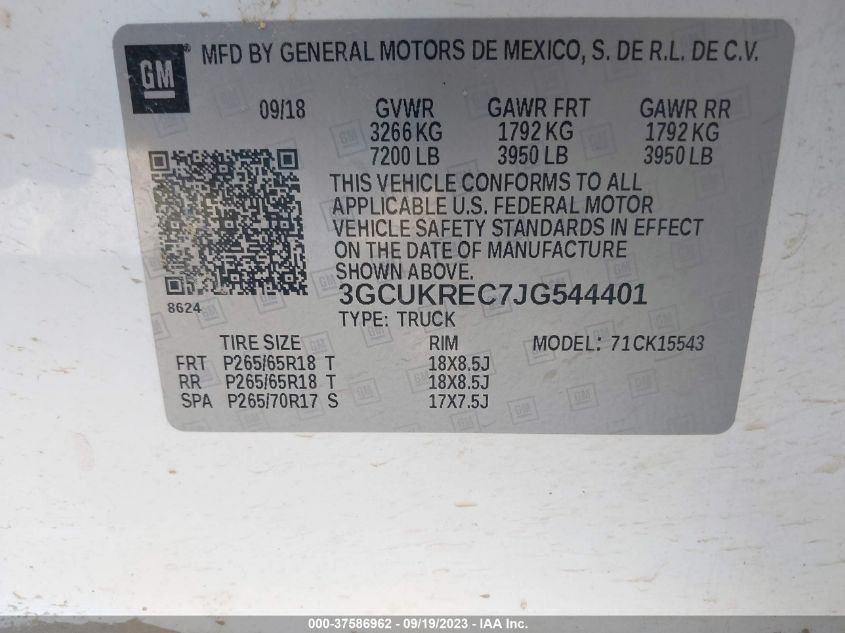 GM
MFD BY GENERAL MOTORS DE MEXICO, S. DE R.L. DE C.V.
09/18 GVWR GAWR FRT GAWR RR
3266 KG 1792 KG 1792 KG
7200 LB 3950 LB 3950 LB
THIS VEHICLE CONFORMS TO ALL
APPLICABLE U.S. FEDERAL MOTOR
VEHICLE SAFETY STANDARDS IN EFFECT
ON THE DATE OF MANUFACTURE
SHOWN ABOVE.
8624
3GCUKREC7JG544401
TYPE: TRUCK
TIRE SIZE RIM MODEL: 71CK15543
FRT P265/65R18 T 18X8.5J
RR P265/65R18 T 18X8.5J
SPA P265/70R17 S 17X7.5J
000-37586962 - 09/19/2023 - IAA Inc.